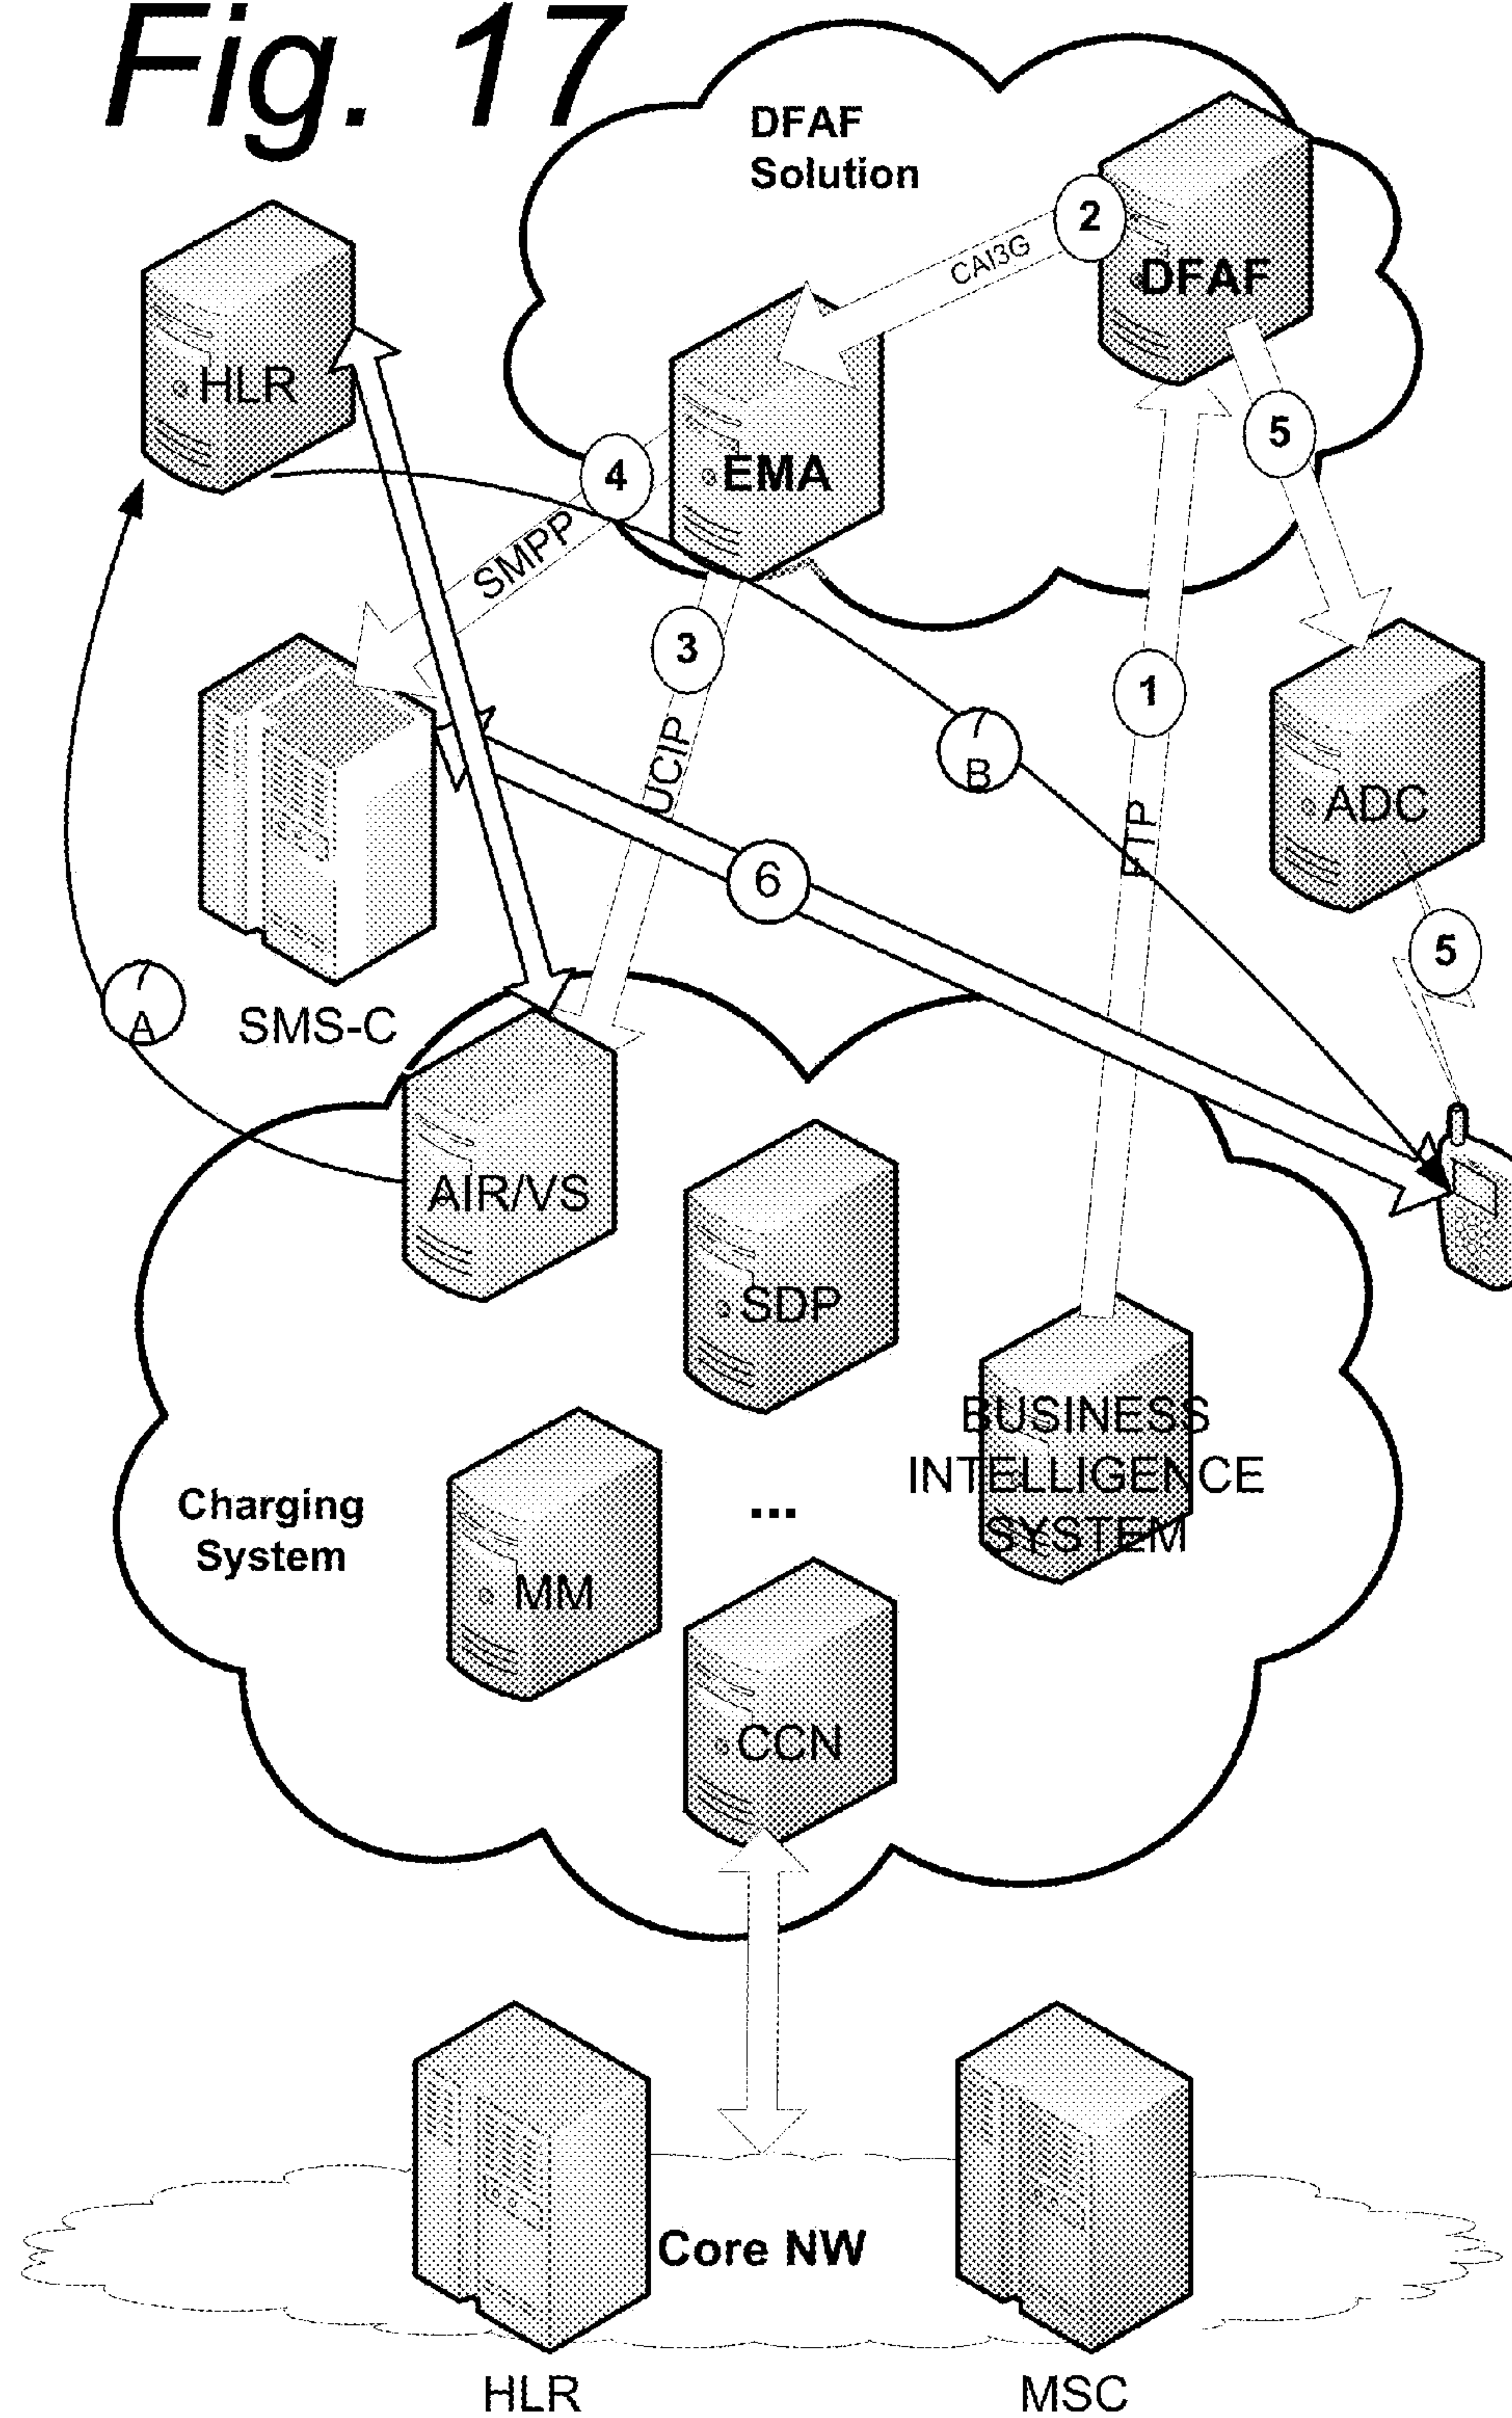 Fig. 17
DFAF
Solution
2
CAI3G
DFAF
HLR
5
4
EMA
SMPP
3
1
7
B
UCIP
ADC
FTP
6
5
7
A
SMS-C
AIR/VS
SDP
BUSINESS
INTELLIGENCE
SYSTEM
Charging
System
...
MM
CCN
Core NW
HLR
MSC